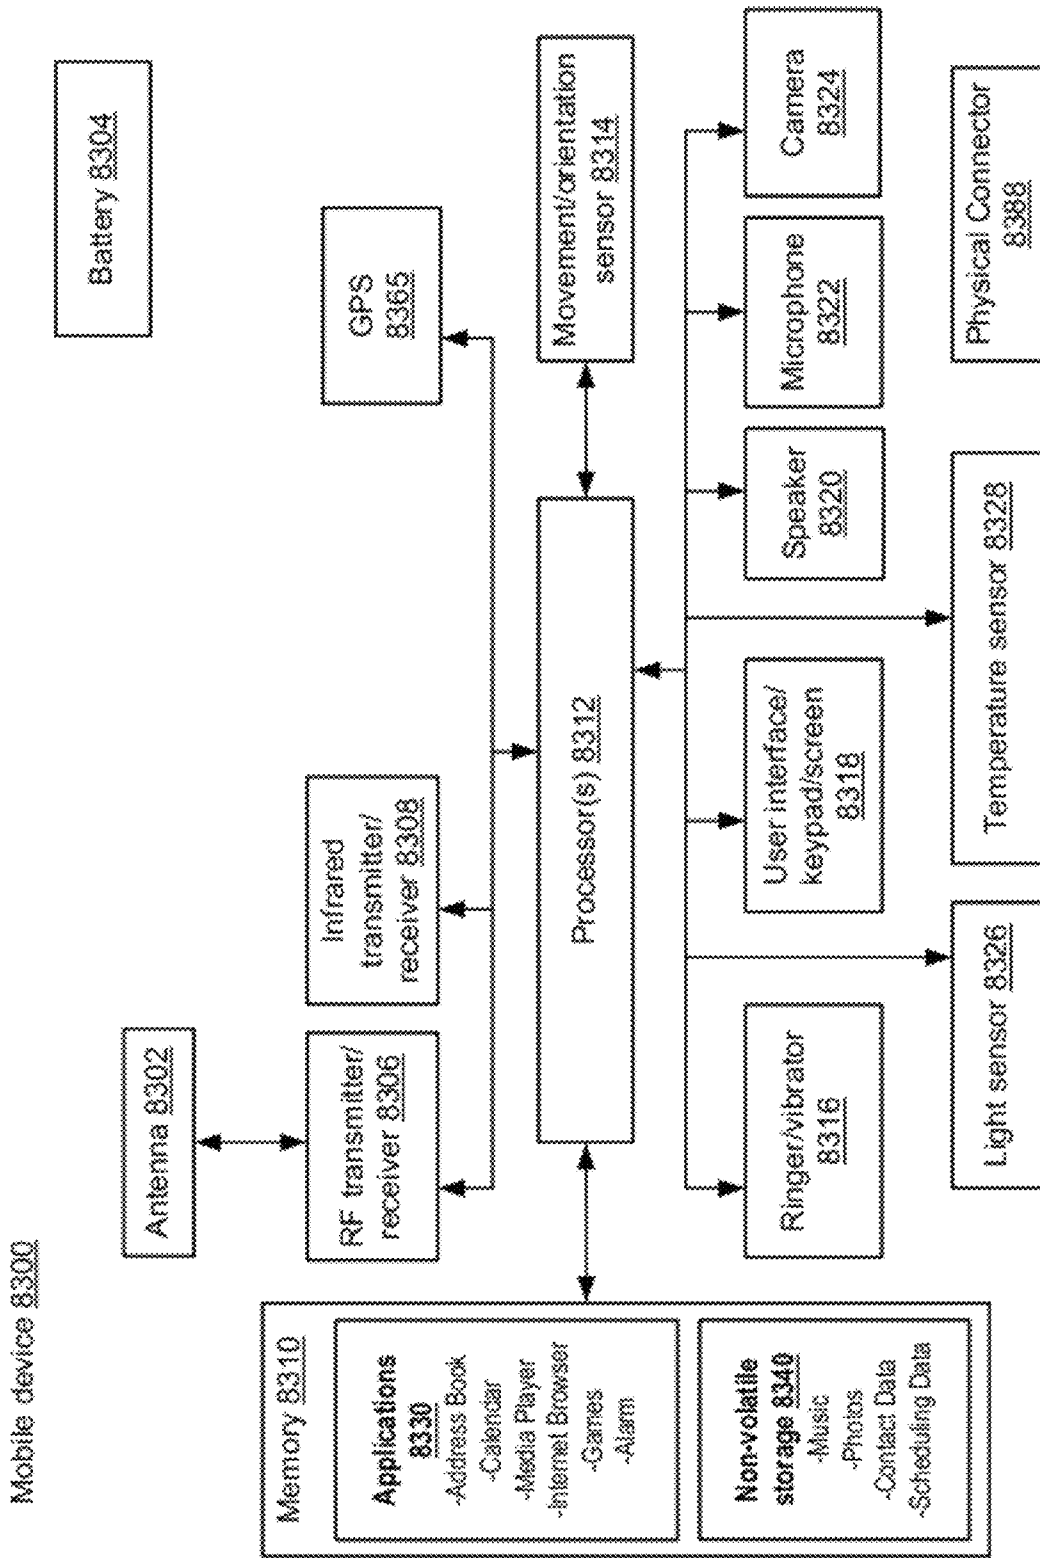 Mobile device 8300
Battery 8304
Antenna 8302
RF transmitter/
receiver 8306
Infrared
transmitter/
receiver 8308
GPS
8365
Memory 8310
Applications
8330
-Address Book
-Calendar
-Media Player
-Internet Browser
-Games
-Alarm
Non-volatile
storage 8340
-Music
-Photos
-Contact Data
-Scheduling Data
Processor(s) 8312
Movement/orientation
sensor 8314
Ringer/vibrator
8316
User interface/
keypad/screen
8318
Speaker
8320
Microphone
8322
Camera
8324
Light sensor 8326
Temperature sensor 8328
Physical Connector
8388